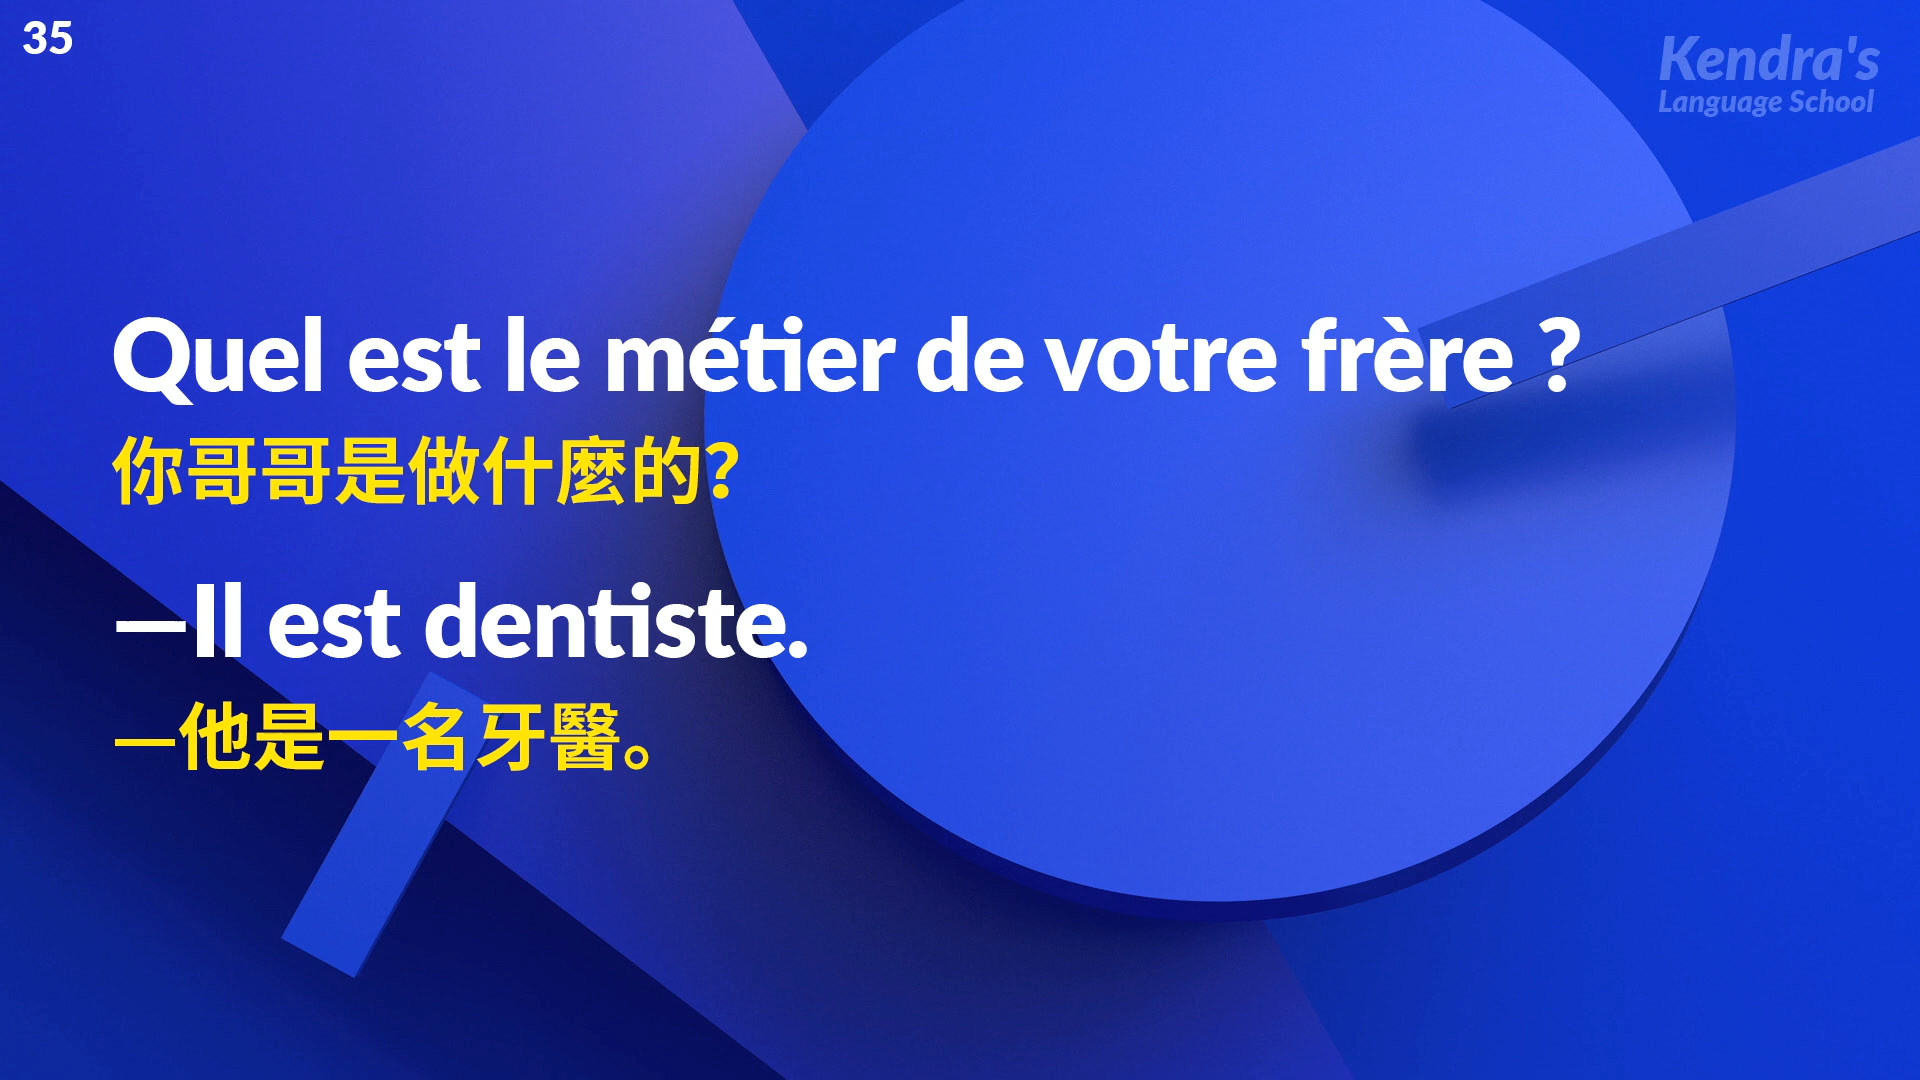 35
Kendra's
Language School
Quel est le métier de votre frère ?
你哥哥是做什麼的?
—Il est dentiste.
—他是一名牙醫。